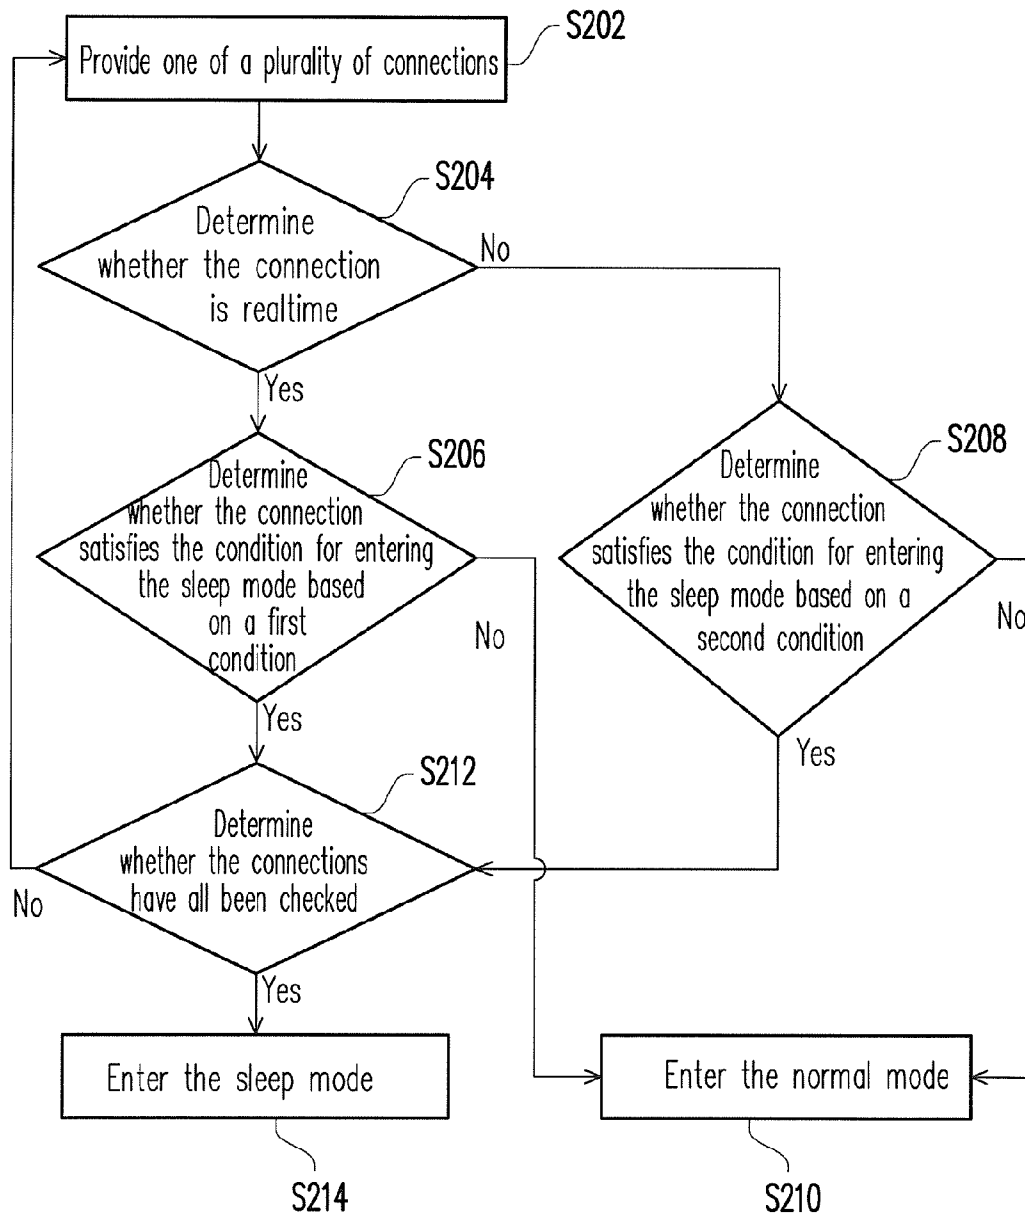 S202
Provide one of a plurality of connections
S204
Determine
whether the connection
is realtime
No
Yes
S206
Determine
whether the connection
satisfies the condition for entering
the sleep mode based
on a first
condition
No
Yes
S208
Determine
whether the connection
satisfies the condition for entering
the sleep mode based on a
second condition
No
Yes
S212
Determine
whether the connections
have all been checked
No
Yes
Enter the sleep mode
S214
Enter the normal mode
S210